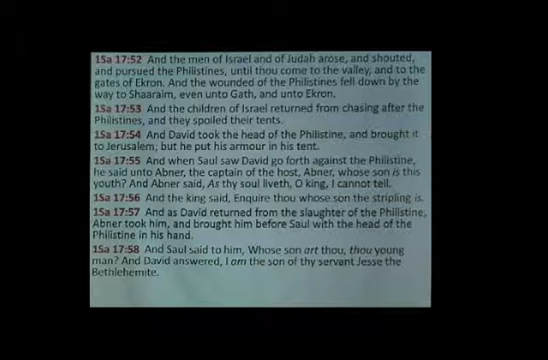 1Sa 17:52 And the men of Israel and of Judah arose, and shouted,
and pursued the Philistines, until thou come to the valley, and to the
gates of Ekron. And the wounded of the Philistines fell down by the
way to Shaaraim, even unto Gath, and unto Ekron.
1Sa 17:53 And the children of Israel returned from chasing after the
Philistines, and they spoiled their tents.
1Sa 17:54 And David took the head of the Philistine, and brought it
to Jerusalem; but he put his armour in his tent.
1Sa 17:55 And when Saul saw David go forth against the Philistine,
he said unto Abner, the captain of the host, Abner, whose son is this
youth? And Abner said, As thy soul liveth, O king, I cannot tell.
1Sa 17:56 And the king said, Enquire thou whose son the stripling is.
1Sa 17:57 And as David returned from the slaughter of the Philistine,
Abner took him, and brought him before Saul with the head of the
Philistine in his hand.
1Sa 17:58 And Saul said to him, Whose son art thou, thou young
man? And David answered, I am the son of thy servant Jesse the
Bethlehemite.